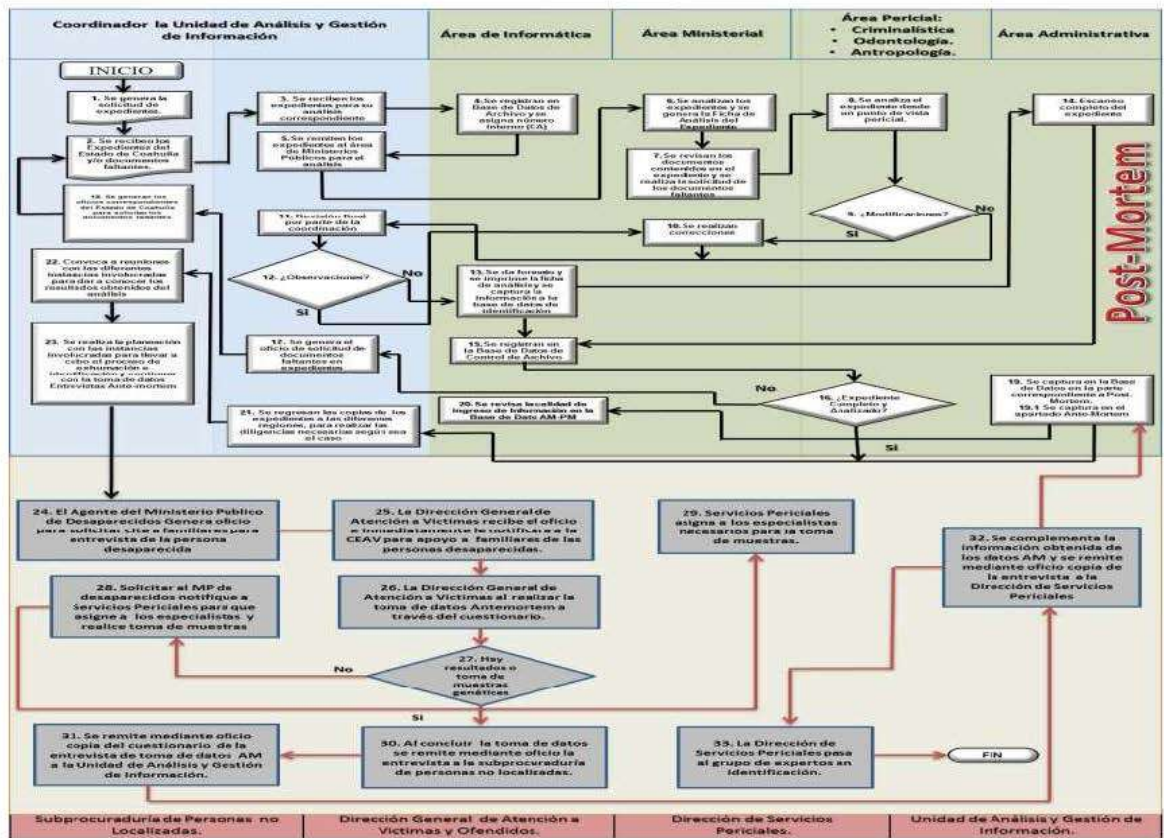 Coordinador la Unidad de Análisis y Gestión
de Información
Área de Informática
Área Ministerial
Área Pericial:
• Criminalística
• Odontología.
• Antropología.
Área Administrativa
INICIO
1. Se genera la
solicitud de
expedientes.
2. Se reciben los
Expedientes del
Estado de Coahuila
y/o documentos
faltantes.
3. Se reciben los
expedientes para su
análisis
correspondiente
4. Se registran en
Base de Datos de
Archivo y se
asigna número
Interno (CA)
5. Se remiten los
expedientes al área
de Ministerios
Públicos para el
análisis
6. Se analizan los
expedientes y se
genera la Ficha de
Análisis del
Expediente
7. Se revisan los
documentos
contenidos en el
expediente y se
realiza la solicitud de
los documentos
faltantes
8. Se analiza el
expediente desde
un punto de vista
pericial.
14. Escaneo
completo del
expediente
Post-Mortem
9. ¿Modificaciones?
No
Si
10. Se realizan
correcciones
11. Revisión final
por parte de la
coordinación
12. ¿Observaciones?
No
Si
13. Se da formato y
se imprime la ficha
de análisis y se
captura la
información a la
base de datos de
identificación
18. Se generan los
oficios correspondientes
del Estado de Coahuila
para solicitar los
documentos faltantes
22. Convoca a reuniones
con las diferentes
instancias involucradas
para dar a conocer los
resultados obtenidos del
análisis
23. Se realiza la planeación
con las instancias
involucradas para llevar a
cabo el proceso de
exhumación e
identificación y
con la toma de datos
Entrevistas Ante-mortem
17. Se genera el
oficio de solicitud de
documentos
faltantes en
expedientes
15. Se registran en
la Base de Datos de
Control de Archivo
No
16. ¿Expediente
Completo y
Analizado?
Si
19. Se captura en la Base
de Datos en la parte
correspondiente a Post-
Mortem.
19.1 Se captura en el
apartado Ante-Mortem
20. Se revisa la calidad de
ingreso de Información en la
Base de Dato AM-PM
21. Se regresan las copias de los
expedientes a las diferentes
regiones, para realizar las
diligencias necesarias según sea
el caso
24. El Agente del Ministerio Publico
de Desaparecidos Genera oficio
para solicitar cite a familiares para
entrevista de la persona
desaparecida
25. La Dirección General de
Atención a Victimas recibe el oficio
e inmediatamente le notificara a la
CEAV para apoyo a familiares de las
personas desaparecidas.
29. Servicios Periciales
asigna a los especialistas
necesarios para la toma
de muestras.
32. Se complementa la
información obtenida de
los datos AM y se remite
mediante oficio copia de
la entrevista a la
Dirección de Servicios
Periciales
28. Solicitar al MP de
desaparecidos notifique a
Servicios Periciales para que
asigne a los especialistas y
realice toma de muestras
26. La Dirección General de
Atención a Victimas al realizar la
toma de datos Antemortem a
través del cuestionario.
27. Hay
resultados o
toma de
muestras
genéticas
No
Si
31. Se remite mediante oficio
copia del cuestionario de la
entrevista de toma de datos AM
a la Unidad de Análisis y Gestión
de Información.
30. Al concluir la toma de datos
se remite mediante oficio la
entrevista a la subprocuraduría
de personas no localizadas.
33. La Dirección de
Servicios Periciales pasa
al grupo de expertos en
identificación.
FIN
Subprocuraduría de Personas no
Localizadas.
Dirección General de Atención a
Victimas y Ofendidos.
Dirección de Servicios
Periciales.
Unidad de Análisis y Gestión de
Información.